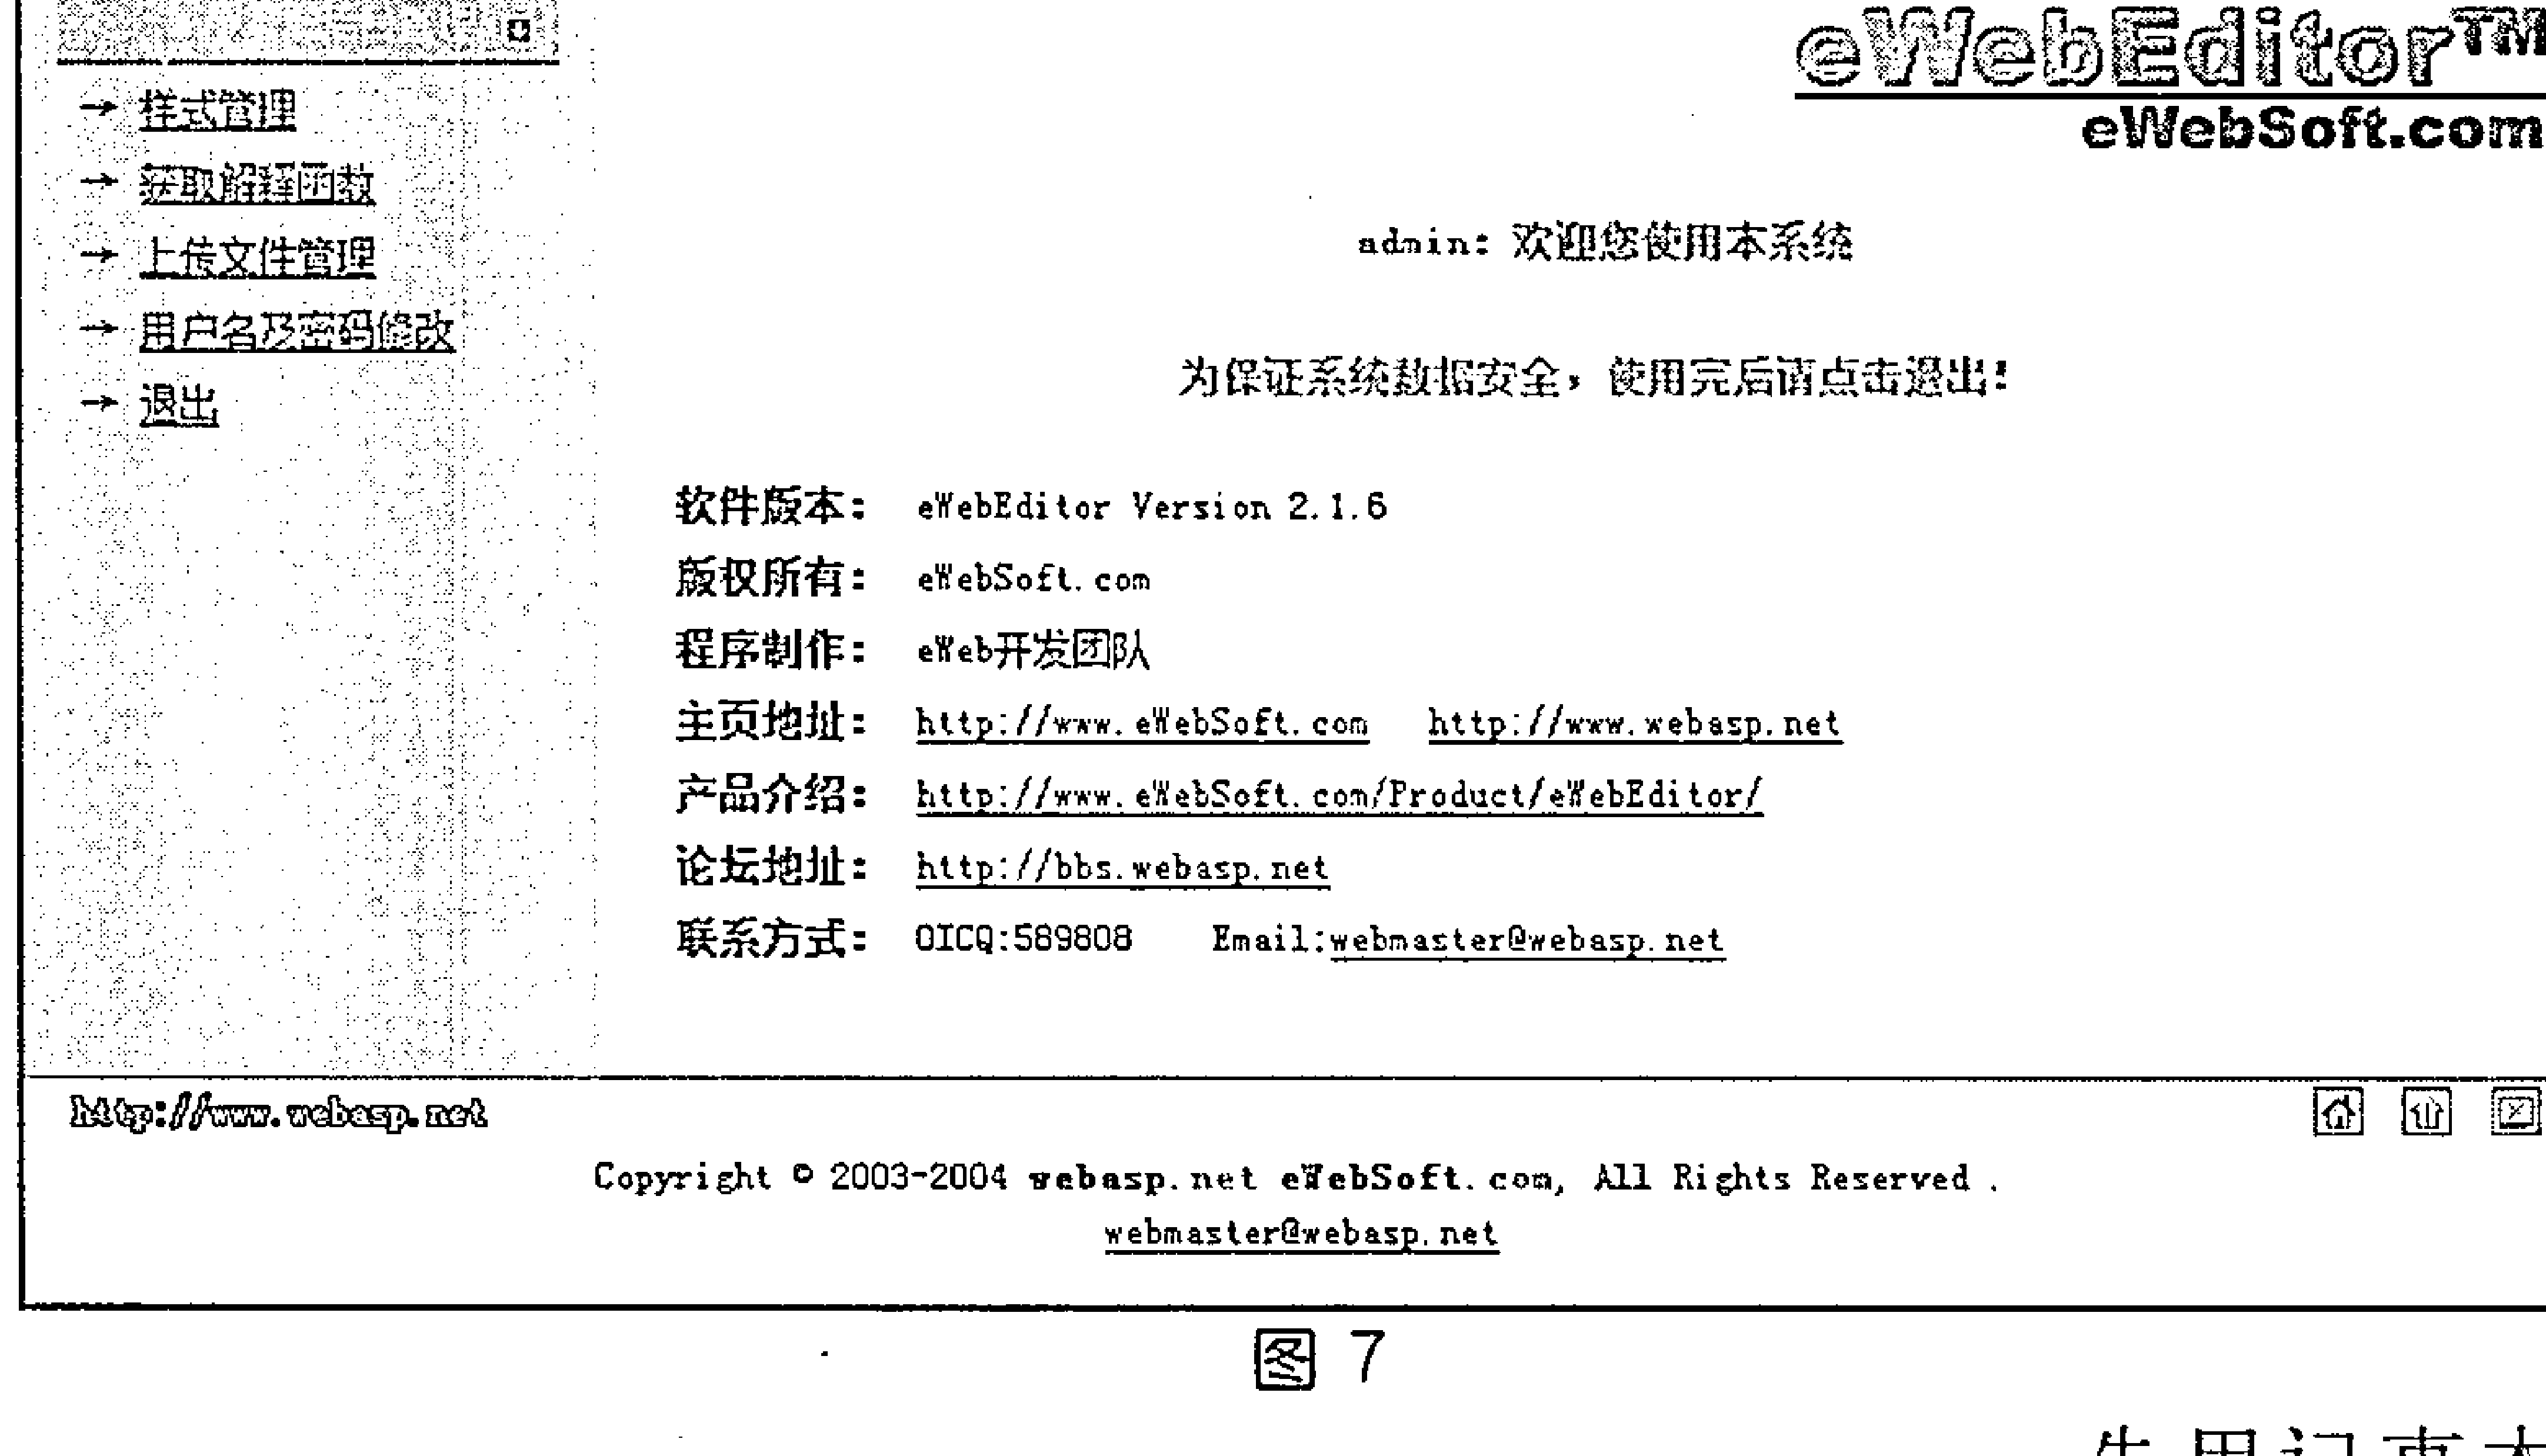 eWebEditor™
eWebSoft.com
→ 样式管理
→ 获取解释函数
→ 上传文件管理
→ 用户名及密码修改
→ 退出
admin: 欢迎您使用本系统
为保证系统数据安全，使用完后请点击退出！
软件版本： eWebEditor Version 2.1.6
版权所有： eWebSoft.com
程序制作： eWeb开发团队
主页地址： http://www.eWebSoft.com http://www.webasp.net
产品介绍： http://www.eWebSoft.com/Product/eWebEditor/
论坛地址： http://bbs.webasp.net
联系方式： OICQ:589808 Email:webmaster@webasp.net
http://www.webasp.net
Copyright © 2003-2004 webasp.net eWebSoft.com, All Rights Reserved .
webmaster@webasp.net
图 7